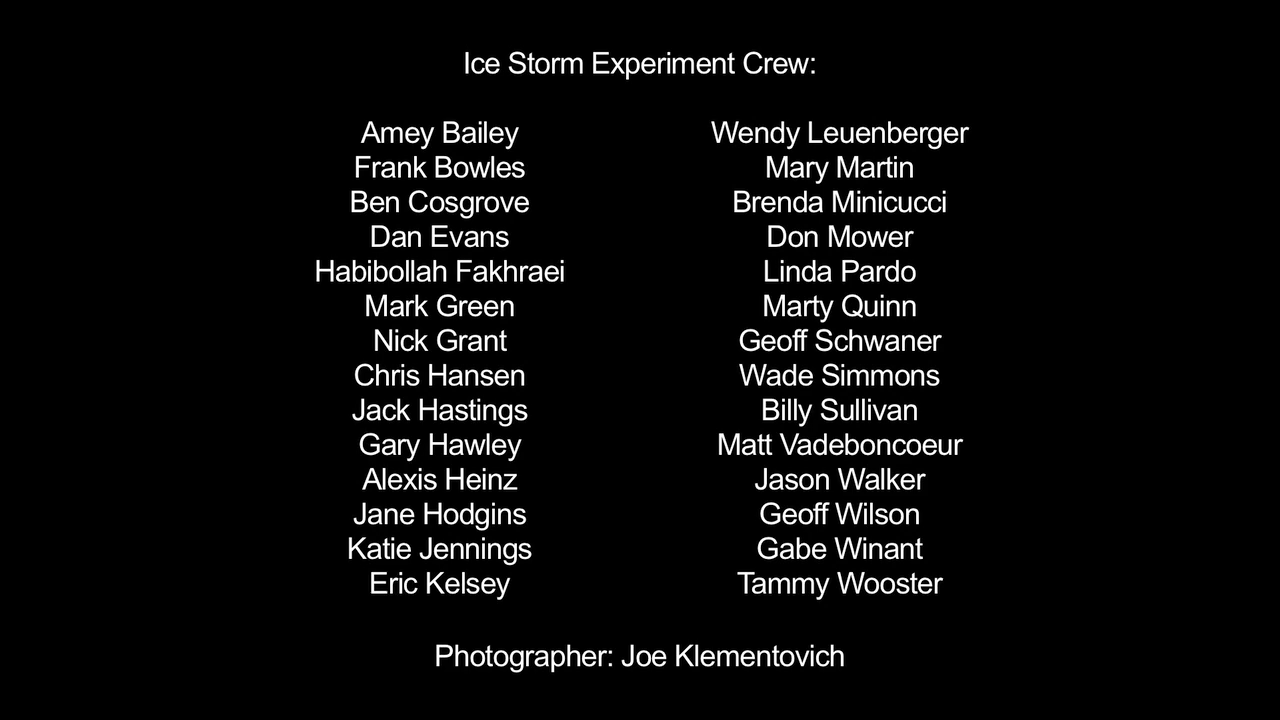 Ice Storm Experiment Crew:
Amey Bailey
Frank Bowles
Ben Cosgrove
Dan Evans
Habibollah Fakhraei
Mark Green
Nick Grant
Chris Hansen
Jack Hastings
Gary Hawley
Alexis Heinz
Jane Hodgins
Katie Jennings
Eric Kelsey
Wendy Leuenberger
Mary Martin
Brenda Minicucci
Don Mower
Linda Pardo
Marty Quinn
Geoff Schwaner
Wade Simmons
Billy Sullivan
Matt Vadeboncoeur
Jason Walker
Geoff Wilson
Gabe Winant
Tammy Wooster
Photographer: Joe Klementovich